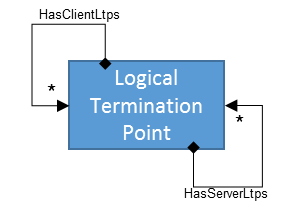 HasClientLtps
*
Logical
Termination
Point
*
HasServerLtps